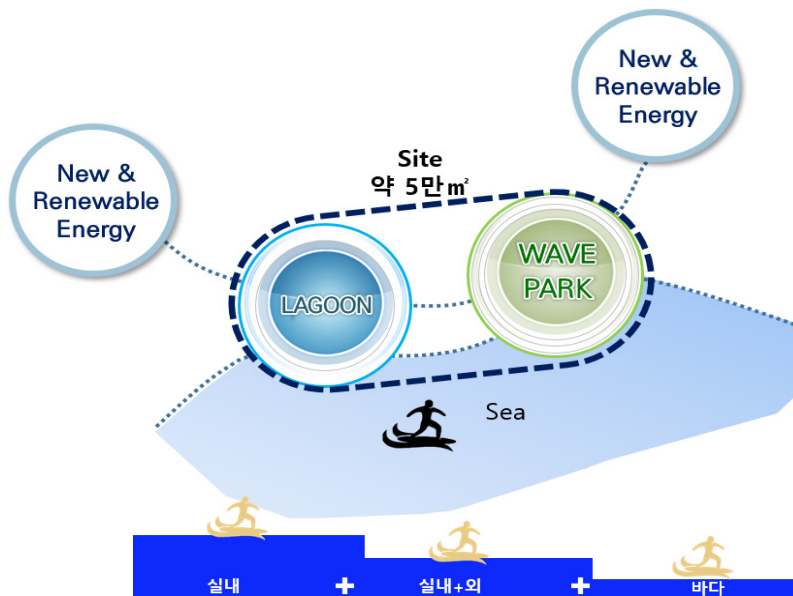 New &
Renewable
Energy
New &
Renewable
Energy
Site
약 5만㎡
LAGOON
WAVE
PARK
Sea
실내 + 실내+외 + 바다